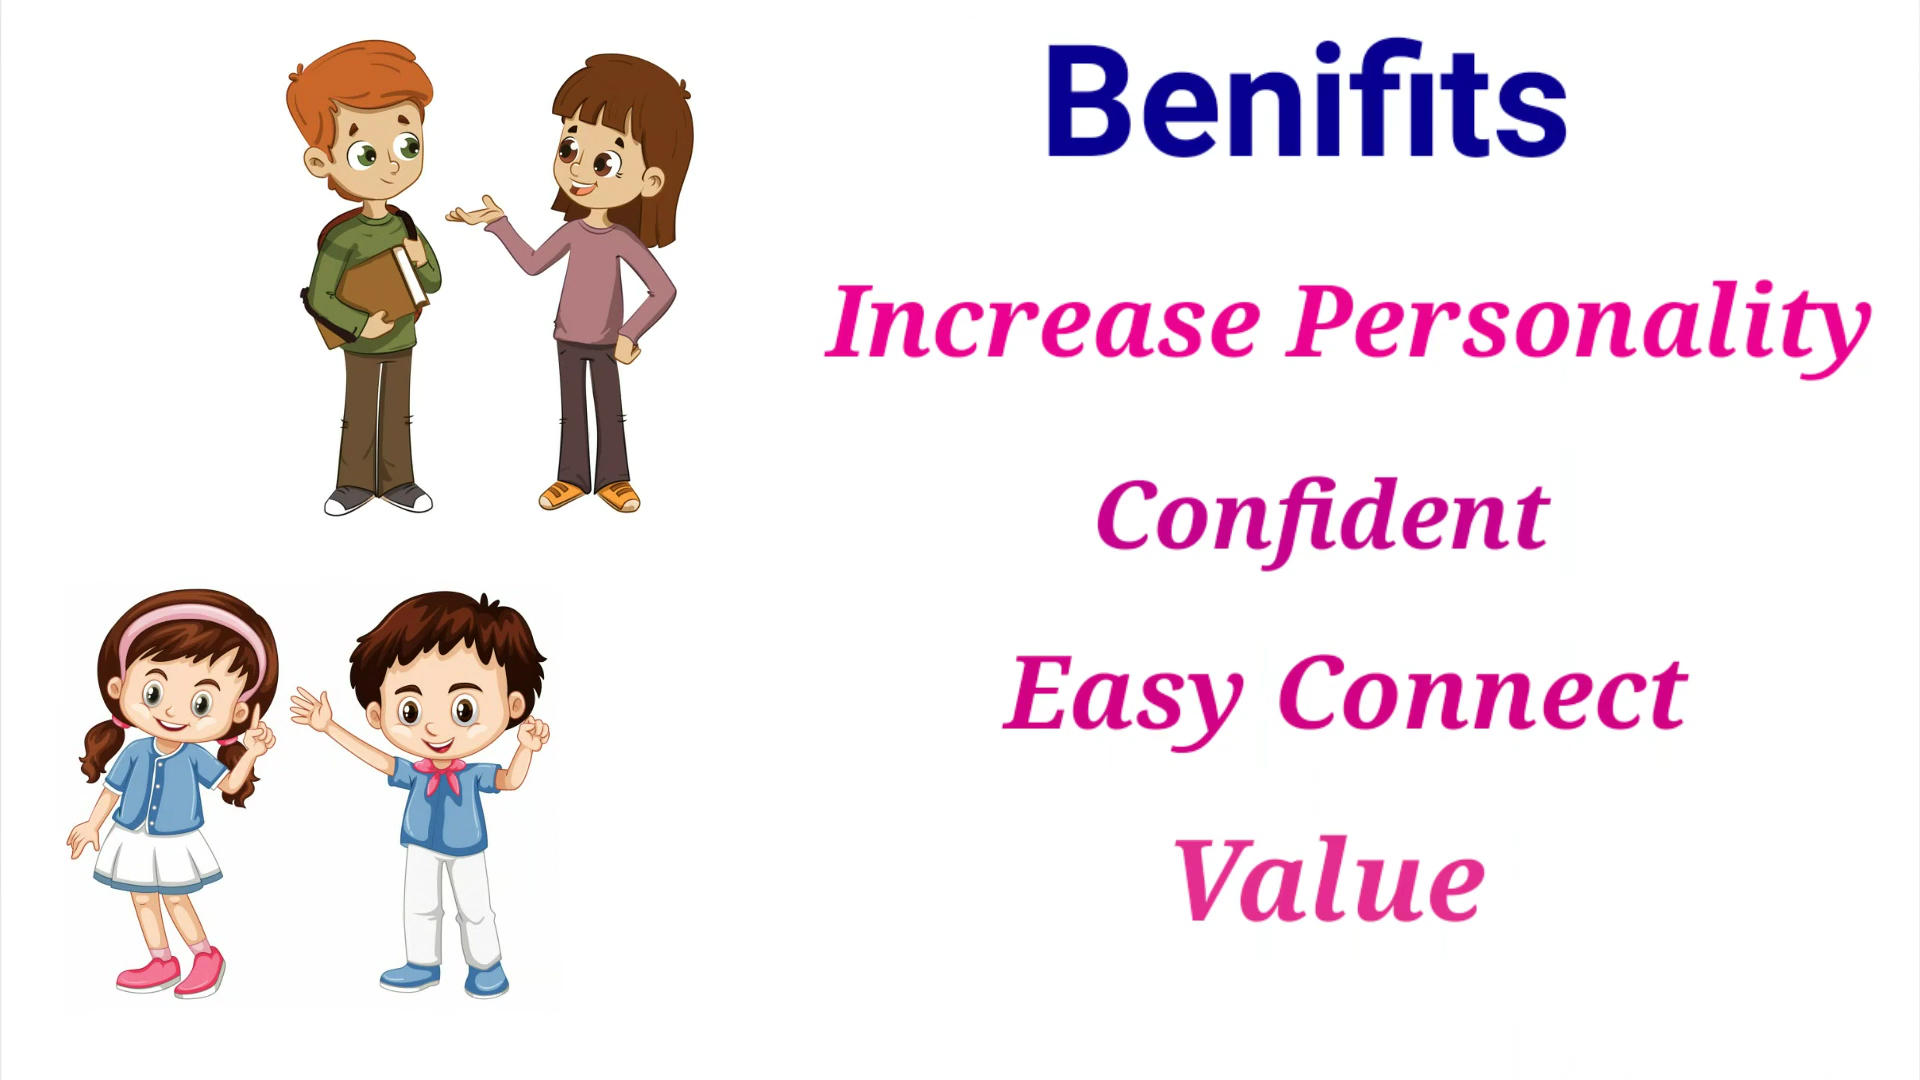 Benifits
Increase Personality
Confident
Easy Connect
Value